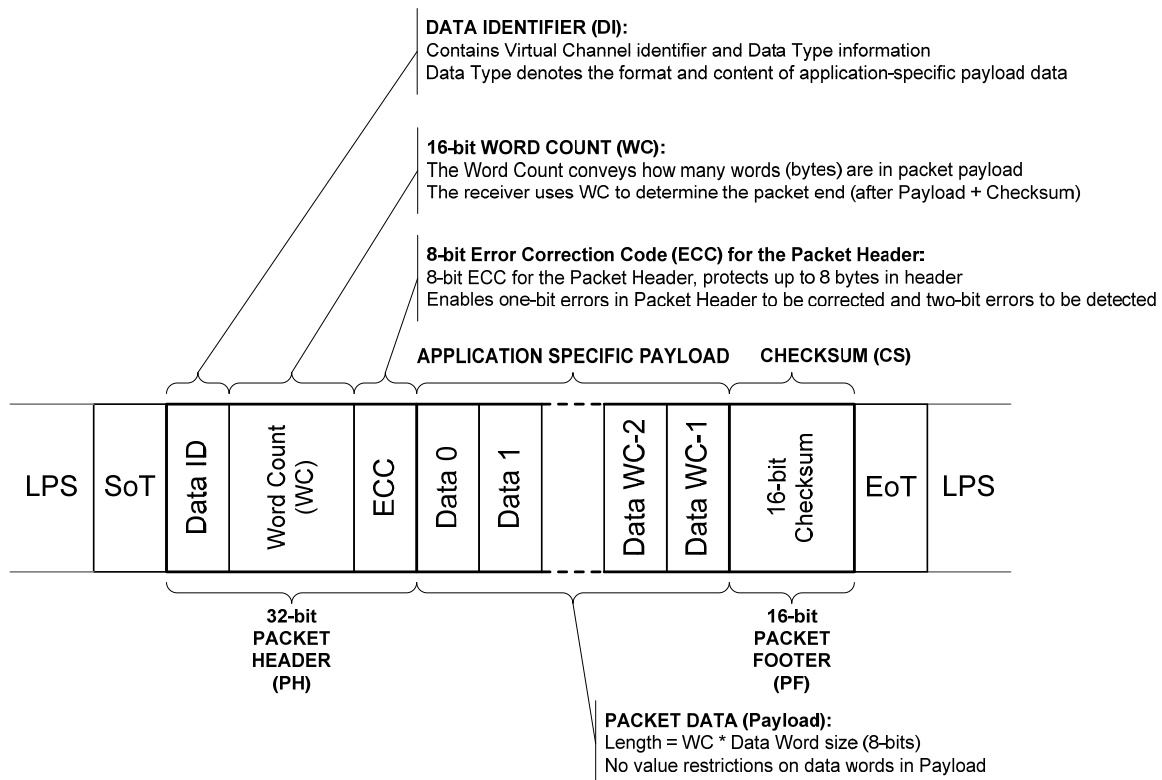 DATA IDENTIFIER (DI):
Contains Virtual Channel identifier and Data Type information
Data Type denotes the format and content of application-specific payload data
16-bit WORD COUNT (WC):
The Word Count conveys how many words (bytes) are in packet payload
The receiver uses WC to determine the packet end (after Payload + Checksum)
8-bit Error Correction Code (ECC) for the Packet Header:
8-bit ECC for the Packet Header, protects up to 8 bytes in header
Enables one-bit errors in Packet Header to be corrected and two-bit errors to be detected
APPLICATION SPECIFIC PAYLOAD
CHECKSUM (CS)
LPS
SoT
Data ID
Word Count
(WC)
ECC
Data 0
Data 1
Data WC-2
Data WC-1
16-bit
Checksum
EoT
LPS
32-bit
PACKET
HEADER
(PH)
16-bit
PACKET
FOOTER
(PF)
PACKET DATA (Payload):
Length = WC * Data Word size (8-bits)
No value restrictions on data words in Payload